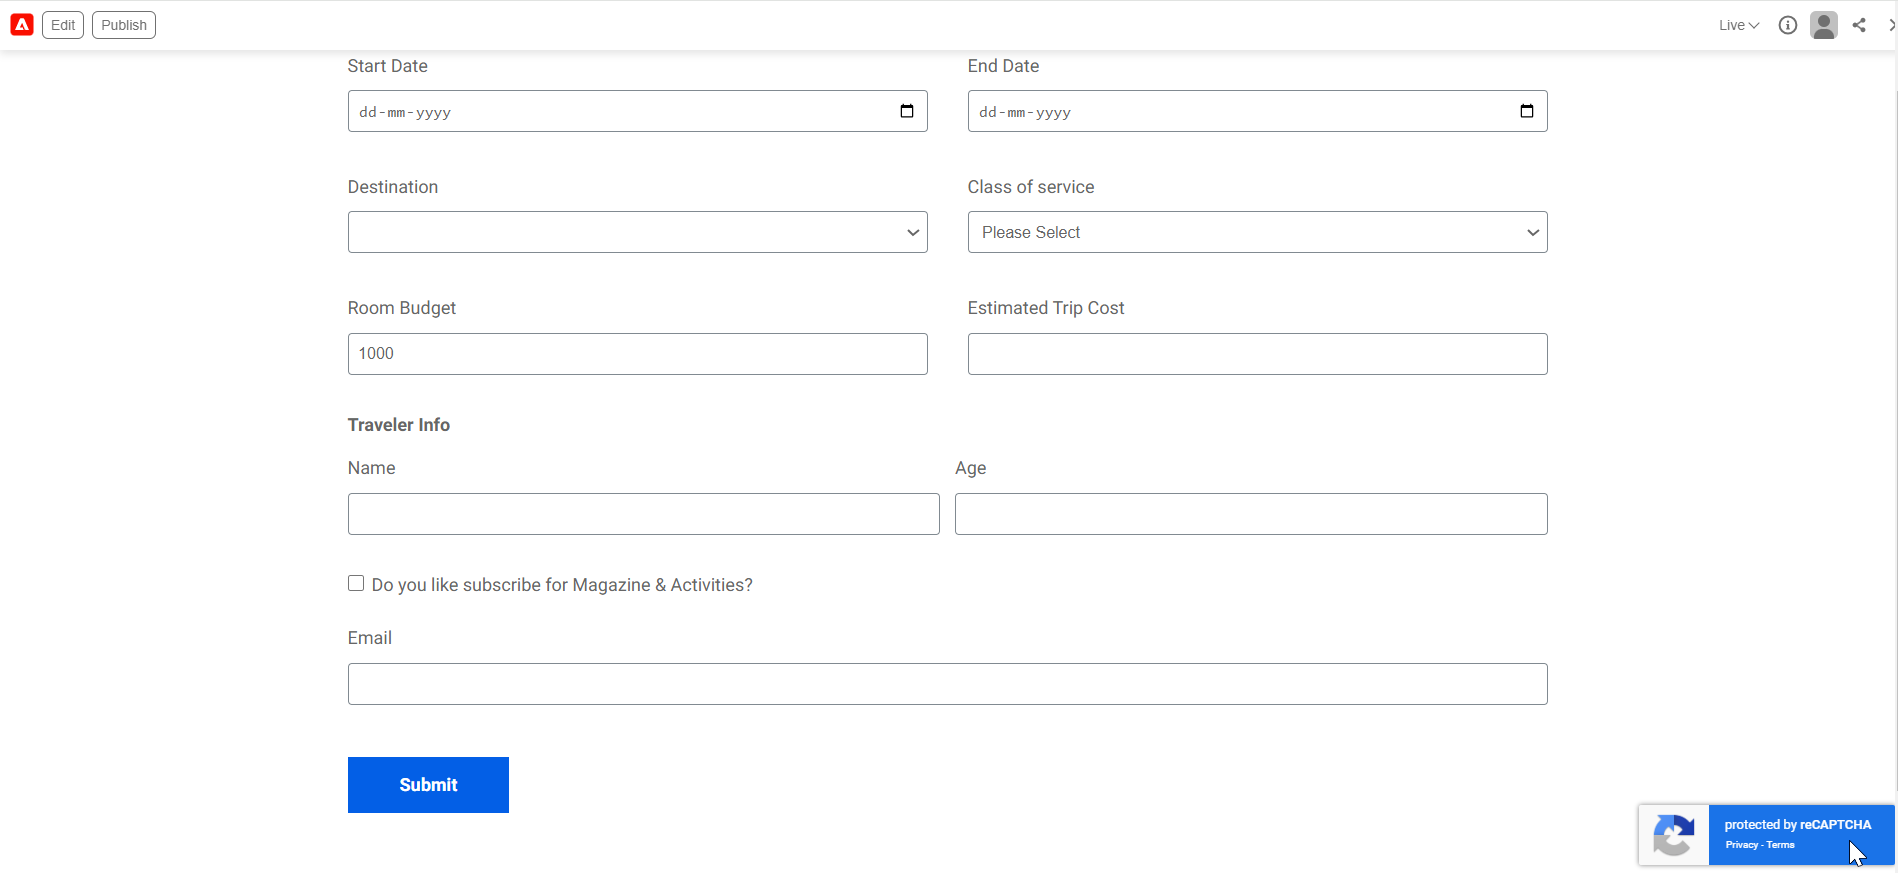 Edit Publish Live
Start Date End Date
dd-mm-yyyy dd-mm-yyyy
Destination Class of service
Please Select
Room Budget Estimated Trip Cost
1000
Traveler Info
Name Age
Do you like subscribe for Magazine & Activities?
Email
Submit
protected by reCAPTCHA
Privacy - Terms